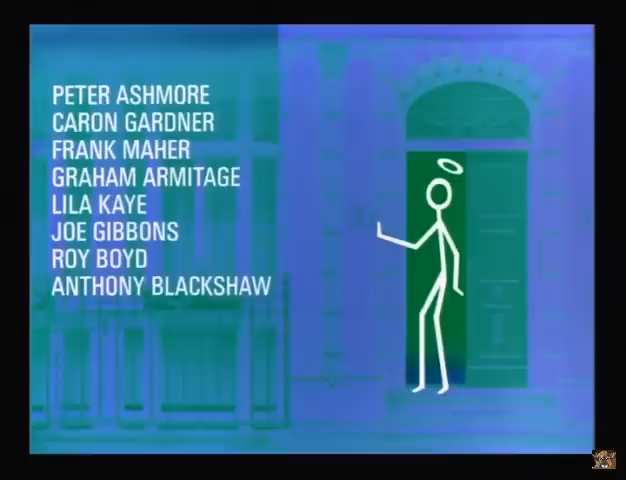 PETER ASHMORE
CARON GARDNER
FRANK MAHER
GRAHAM ARMITAGE
LILA KAYE
JOE GIBBONS
ROY BOYD
ANTHONY BLACKSHAW